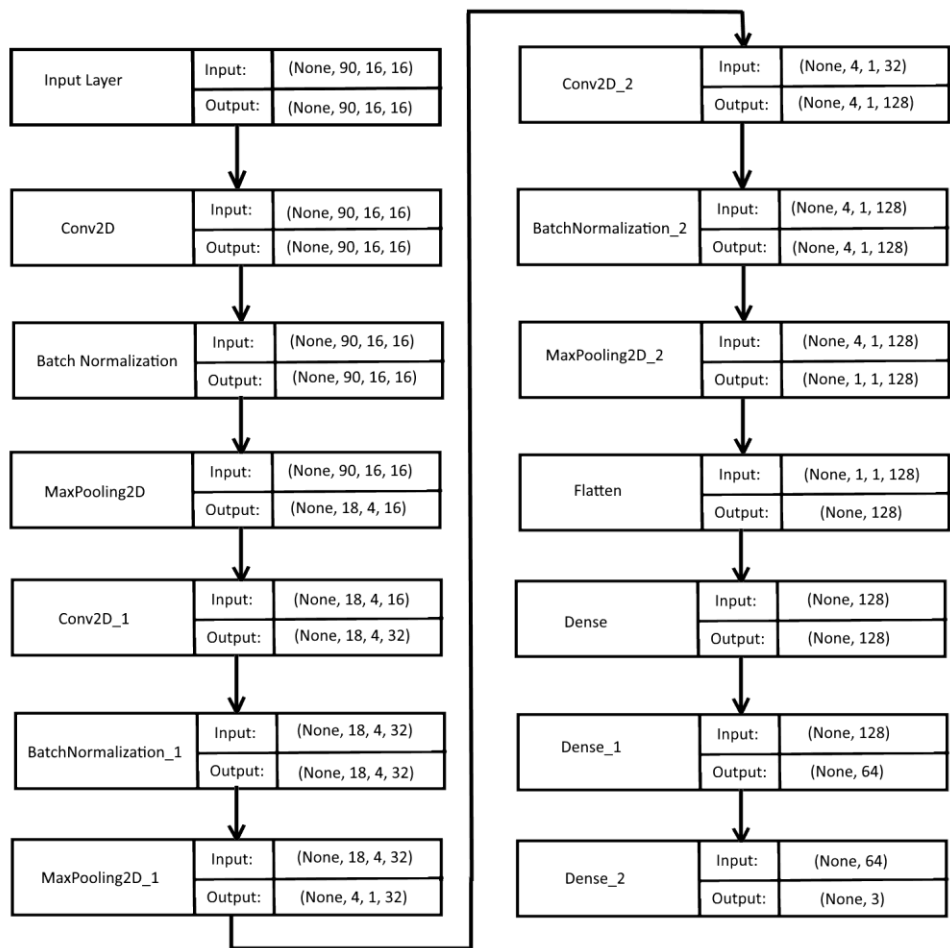 Input Layer
Input: (None, 90, 16, 16)
Output: (None, 90, 16, 16)
Conv2D
Input: (None, 90, 16, 16)
Output: (None, 90, 16, 16)
Batch Normalization
Input: (None, 90, 16, 16)
Output: (None, 90, 16, 16)
MaxPooling2D
Input: (None, 90, 16, 16)
Output: (None, 18, 4, 16)
Conv2D_1
Input: (None, 18, 4, 16)
Output: (None, 18, 4, 32)
BatchNormalization_1
Input: (None, 18, 4, 32)
Output: (None, 18, 4, 32)
MaxPooling2D_1
Input: (None, 18, 4, 32)
Output: (None, 4, 1, 32)
Conv2D_2
Input: (None, 4, 1, 32)
Output: (None, 4, 1, 128)
BatchNormalization_2
Input: (None, 4, 1, 128)
Output: (None, 4, 1, 128)
MaxPooling2D_2
Input: (None, 4, 1, 128)
Output: (None, 1, 1, 128)
Flatten
Input: (None, 1, 1, 128)
Output: (None, 128)
Dense
Input: (None, 128)
Output: (None, 128)
Dense_1
Input: (None, 128)
Output: (None, 64)
Dense_2
Input: (None, 64)
Output: (None, 3)